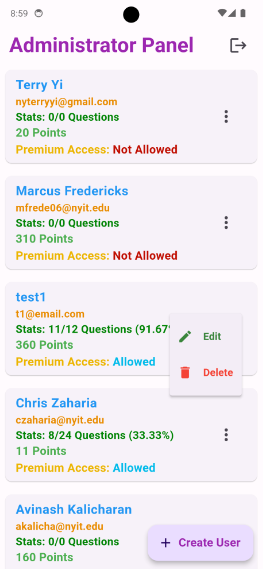 8:59
Administrator Panel
Terry Yi
nyterryyi@gmail.com
Stats: 0/0 Questions
20 Points
Premium Access: Not Allowed
Marcus Fredericks
mfrede06@nyit.edu
Stats: 0/0 Questions
310 Points
Premium Access: Not Allowed
test1
t1@email.com
Stats: 11/12 Questions (91.67
360 Points
Premium Access: Allowed
Edit
Delete
Chris Zaharia
czaharia@nyit.edu
Stats: 8/24 Questions (33.33%)
11 Points
Premium Access: Allowed
Avinash Kalicharan
akalicha@nyit.edu
Stats: 0/0 Questions
160 Points
+ Create User